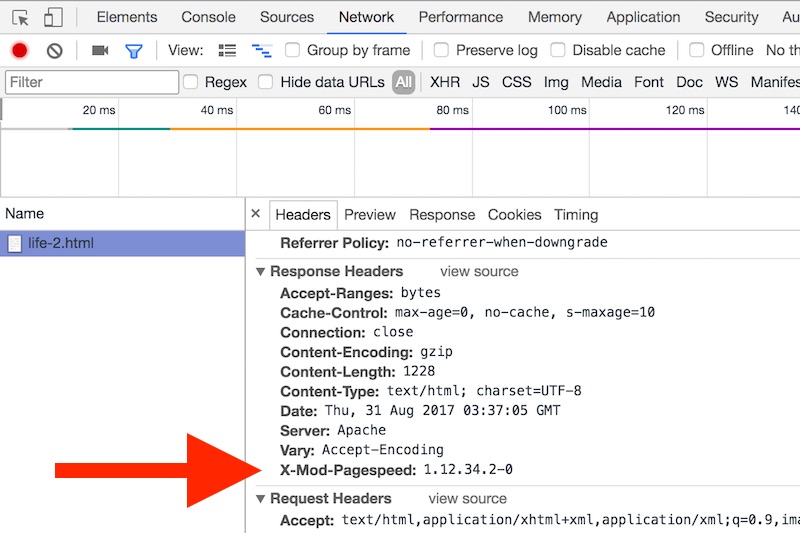 Elements Console Sources Network Performance Memory Application Security Au
View: Group by frame Preserve log Disable cache Offline No th
Filter Regex Hide data URLs All XHR JS CSS Img Media Font Doc WS Manifes
20 ms 40 ms 60 ms 80 ms 100 ms 120 ms 140
Name × Headers Preview Response Cookies Timing
life-2.html
Referrer Policy: no-referrer-when-downgrade
▼ Response Headers view source
Accept-Ranges: bytes
Cache-Control: max-age=0, no-cache, s-maxage=10
Connection: close
Content-Encoding: gzip
Content-Length: 1228
Content-Type: text/html; charset=UTF-8
Date: Thu, 31 Aug 2017 03:37:05 GMT
Server: Apache
Vary: Accept-Encoding
X-Mod-Pagespeed: 1.12.34.2-0
▼ Request Headers view source
Accept: text/html,application/xhtml+xml,application/xml;q=0.9,ima